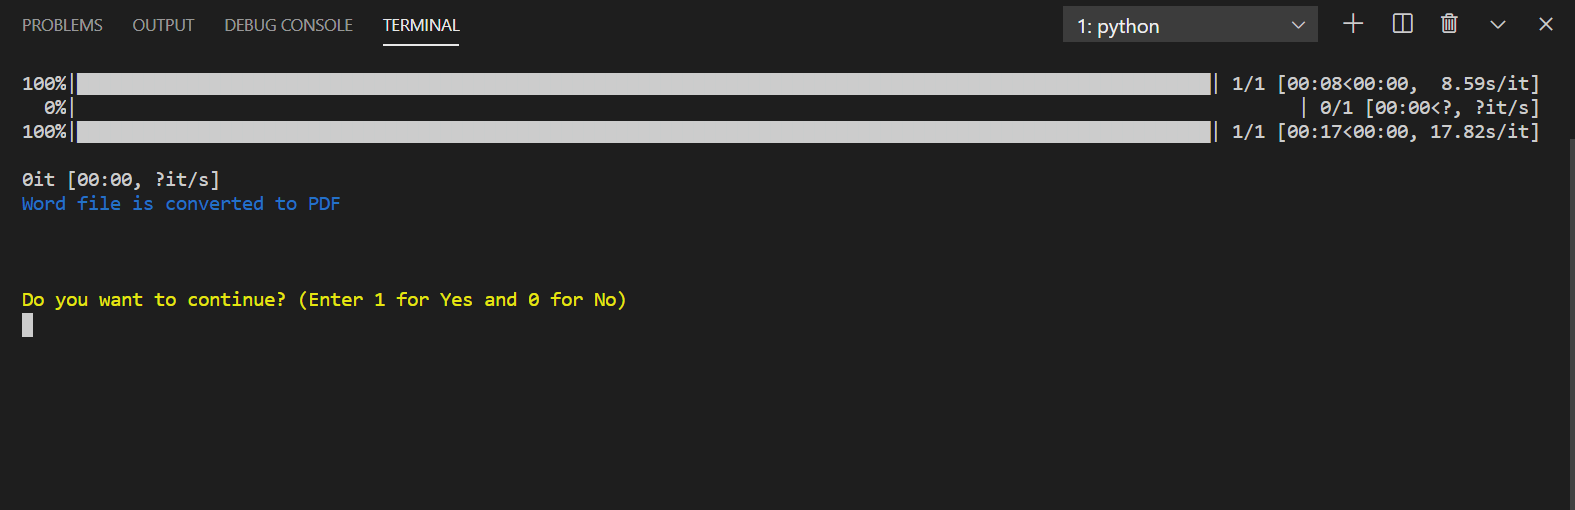 PROBLEMS OUTPUT DEBUG CONSOLE TERMINAL 1: python
100%| | 1/1 [00:08<00:00,  8.59s/it]
0%| | 0/1 [00:00<?, ?it/s]
100%| | 1/1 [00:17<00:00, 17.82s/it]
0it [00:00, ?it/s]
Word file is converted to PDF
Do you want to continue? (Enter 1 for Yes and 0 for No)